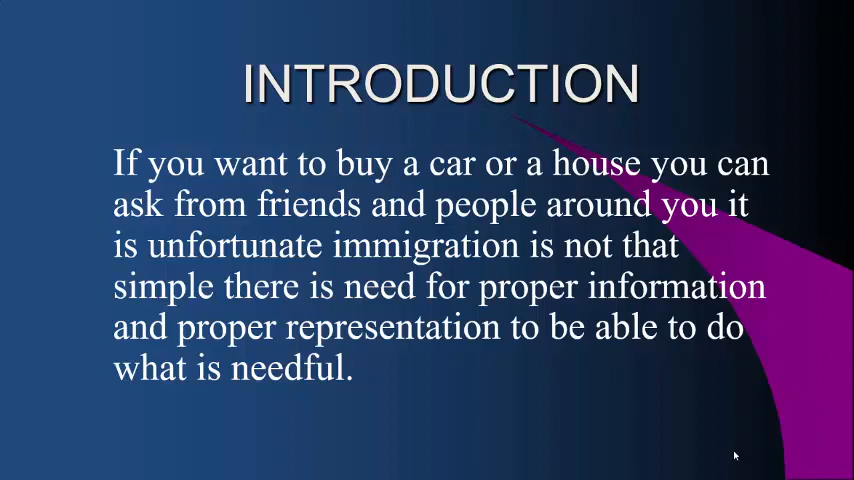 INTRODUCTION
If you want to buy a car or a house you can
ask from friends and people around you it
is unfortunate immigration is not that
simple there is need for proper information
and proper representation to be able to do
what is needful.